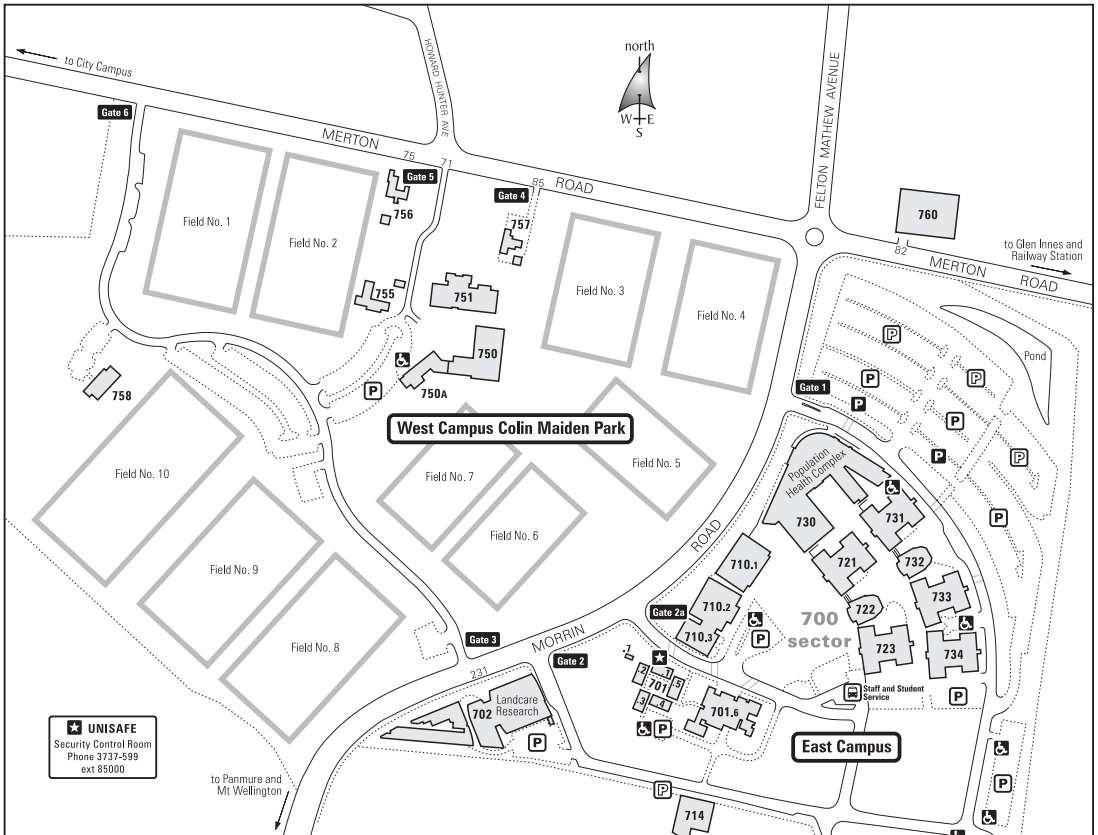 to City Campus
HOWARD HUNTER AVE
north
W E
S
FELTON MATHEW AVENUE
Gate 6
MERTON
75
71
Gate 5
85
ROAD
Gate 4
756
757
760
Field No. 1
Field No. 2
82
to Glen Innes and
Railway Station
MERTON
ROAD
755
751
Field No. 3
Field No. 4
P
Pond
750
P
P
758
P
750A
Gate 1
P
P
West Campus Colin Maiden Park
P
P
Population
Health Complex
Field No. 10
Field No. 7
Field No. 5
P
731
P
730
Field No. 6
ROAD
721
710.1
732
Field No. 9
733
710.2
722
Gate 2a
700
sector
710.3
P
723
734
Gate 3
MORRIN
Field No. 8
Gate 2
.7
.2
.1
701
.5
.3
.4
231
Staff and Student
Service
P
702
Landcare
Research
701.6
P
P
UNISAFE
Security Control Room
Phone 3737-599
ext 85000
East Campus
to Panmure and
Mt Wellington
P
P
714